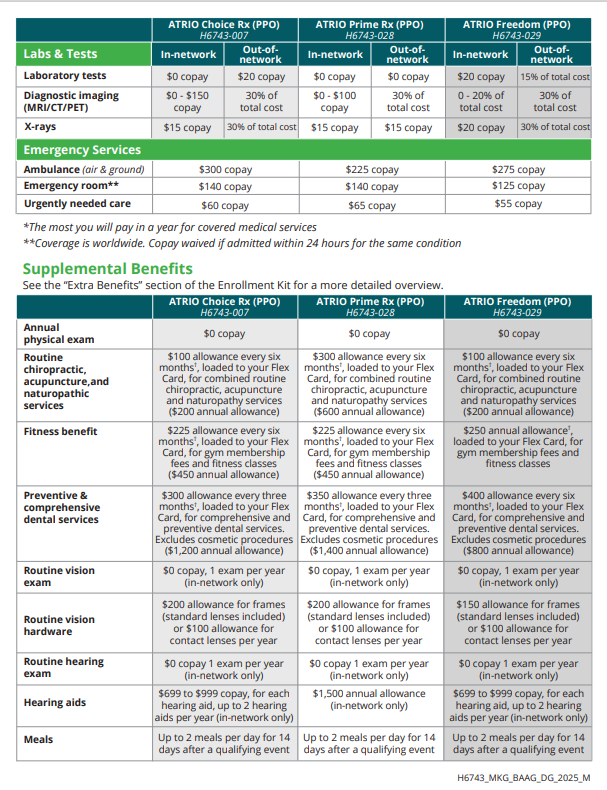 ATRIO Choice Rx (PPO) ATRIO Prime Rx (PPO) ATRIO Freedom (PPO)
H6743-007 H6743-028 H6743-029
Labs & Tests In-network Out-of-network In-network Out-of-network In-network Out-of-network
Laboratory tests $0 copay $20 copay $0 copay $0 copay $20 copay 15% of total cost
Diagnostic imaging (MRI/CT/PET) $0 - $150 copay 30% of total cost $0 - $100 copay 30% of total cost 0 - 20% of total cost 30% of total cost
X-rays $15 copay 30% of total cost $15 copay $15 copay $20 copay 30% of total cost
Emergency Services
Ambulance (air & ground) $300 copay $225 copay $275 copay
Emergency room** $140 copay $140 copay $125 copay
Urgently needed care $60 copay $65 copay $55 copay
*The most you will pay in a year for covered medical services
**Coverage is worldwide. Copay waived if admitted within 24 hours for the same condition
Supplemental Benefits
See the “Extra Benefits” section of the Enrollment Kit for a more detailed overview.
ATRIO Choice Rx (PPO) ATRIO Prime Rx (PPO) ATRIO Freedom (PPO)
H6743-007 H6743-028 H6743-029
Annual
physical exam
$0 copay $0 copay $0 copay
Routine
chiropractic,
acupuncture,and
naturopathic
services
$100 allowance every six
months†, loaded to your Flex
Card, for combined routine
chiropractic, acupuncture
and naturopathy services
($200 annual allowance)
$300 allowance every six
months†, loaded to your Flex
Card, for combined routine
chiropractic, acupuncture
and naturopathy services
($600 annual allowance)
$100 allowance every six
months†, loaded to your Flex
Card, for combined routine
chiropractic, acupuncture
and naturopathy services
($200 annual allowance)
Fitness benefit
$225 allowance every six
months†, loaded to your Flex
Card, for gym membership
fees and fitness classes
($450 annual allowance)
$225 allowance every six
months†, loaded to your Flex
Card, for gym membership
fees and fitness classes
($450 annual allowance)
$250 annual allowance†,
loaded to your Flex Card, for
gym membership fees and
fitness classes
Preventive &
comprehensive
dental services
$300 allowance every three
months†, loaded to your Flex
Card, for comprehensive and
preventive dental services.
Excludes cosmetic procedures
($1,200 annual allowance)
$350 allowance every three
months†, loaded to your Flex
Card, for comprehensive and
preventive dental services.
Excludes cosmetic procedures
($1,400 annual allowance)
$400 allowance every six
months†, loaded to your Flex
Card, for comprehensive and
preventive dental services.
Excludes cosmetic procedures
($800 annual allowance)
Routine vision
exam
$0 copay, 1 exam per year
(in-network only)
$0 copay, 1 exam per year
(in-network only)
$0 copay, 1 exam per year
(in-network only)
Routine vision
hardware
$200 allowance for frames
(standard lenses included)
or $100 allowance for
contact lenses per year
$200 allowance for frames
(standard lenses included)
or $100 allowance for
contact lenses per year
$150 allowance for frames
(standard lenses included)
or $100 allowance for
contact lenses per year
Routine hearing
exam
$0 copay 1 exam per year
(in-network only)
$0 copay 1 exam per year
(in-network only)
$0 copay 1 exam per year
(in-network only)
Hearing aids
$699 to $999 copay, for each
hearing aid, up to 2 hearing
aids per year (in-network only)
$1,500 annual allowance
(in-network only)
$699 to $999 copay, for each
hearing aid, up to 2 hearing
aids per year (in-network only)
Meals
Up to 2 meals per day for 14
days after a qualifying event
Up to 2 meals per day for 14
days after a qualifying event
Up to 2 meals per day for 14
days after a qualifying event
H6743_MKG_BAAG_DG_2025_M